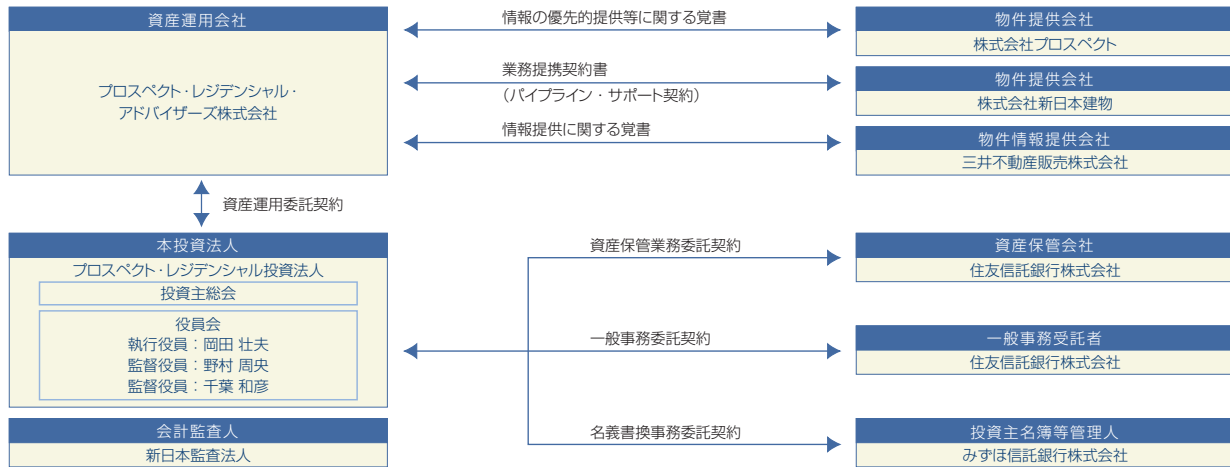 資産運用会社
プロスペクト・レジデンシャル・
アドバイザーズ株式会社
情報の優先的提供等に関する覚書
物件提供会社
株式会社プロスペクト
業務提携契約書
（パイプライン・サポート契約）
物件提供会社
株式会社新日本建物
情報提供に関する覚書
物件情報提供会社
三井不動産販売株式会社
資産運用委託契約
本投資法人
プロスペクト・レジデンシャル投資法人
投資主総会
役員会
執行役員：岡田 壮夫
監督役員：野村 周央
監督役員：千葉 和彦
会計監査人
新日本監査法人
資産保管業務委託契約
資産保管会社
住友信託銀行株式会社
一般事務委託契約
一般事務受託者
住友信託銀行株式会社
名義書換事務委託契約
投資主名簿等管理人
みずほ信託銀行株式会社